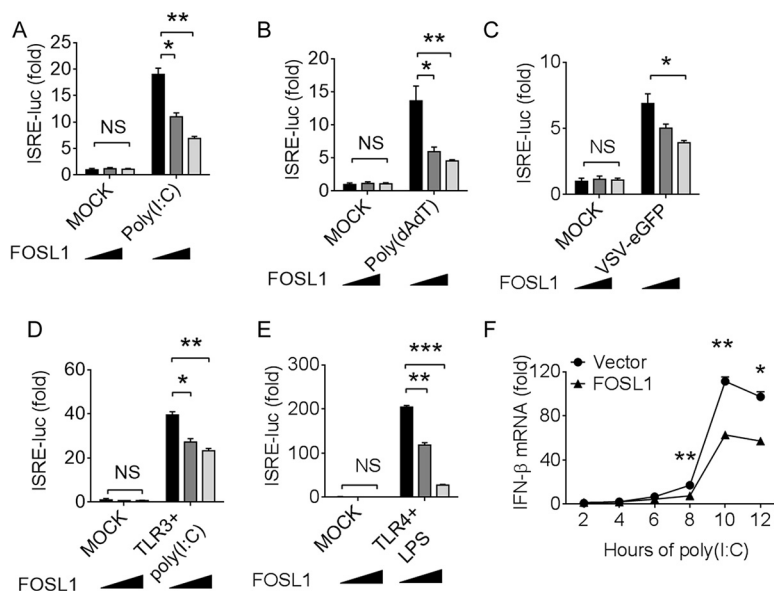 A
ISRE-luc (fold)
25
20
15
10
5
0
NS
*
**
MOCK
Poly(I:C)
FOSL1
B
ISRE-luc (fold)
20
15
10
5
0
NS
*
**
MOCK
Poly(dAdT)
FOSL1
C
ISRE-luc (fold)
10
5
0
NS
*
MOCK
VSV-eGFP
FOSL1
D
ISRE-luc (fold)
60
40
20
0
NS
*
**
MOCK
TLR3+
poly(I:C)
FOSL1
E
ISRE-luc (fold)
300
200
100
0
NS
**
***
MOCK
TLR4+
LPS
FOSL1
F
IFN-β mRNA (fold)
120
80
40
0
Vector
FOSL1
**
**
*
2 4 6 8 10 12
Hours of poly(I:C)